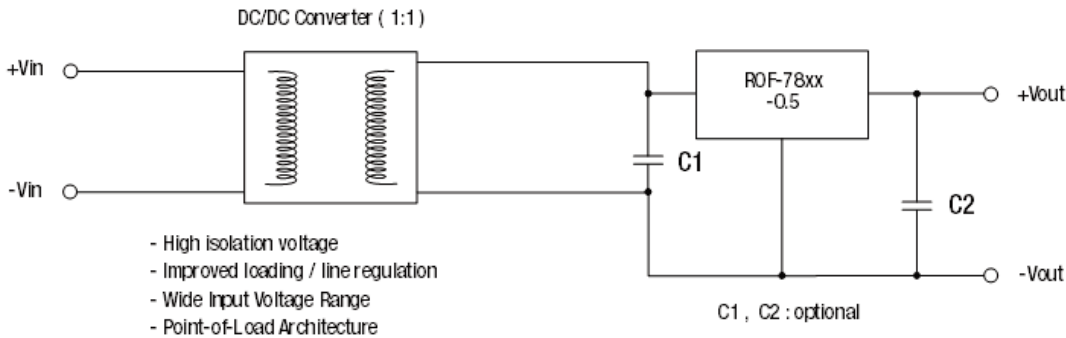 DC/DC Converter ( 1:1)
+Vin
-Vin
ROF-78xx
-0.5
+Vout
C1
C2
-Vout
- High isolation voltage
- Improved loading / line regulation
- Wide Input Voltage Range
- Point-of-Load Architecture
C1 , C2 : optional